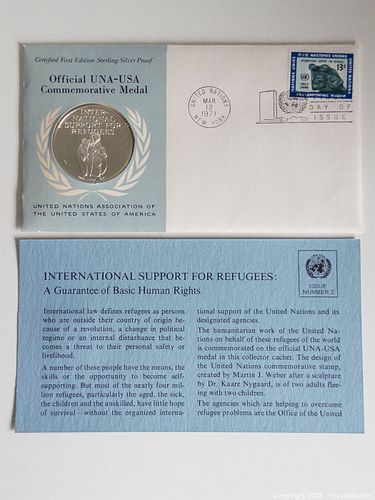 Certified First Edition Sterling Silver Proof
Official UNA-USA
Commemorative Medal
INTER-
NATIONAL
SUPPORT FOR
REFUGEES
UNITED NATIONS ASSOCIATION OF
THE UNITED STATES OF AMERICA
UNITED NATIONS
MAR
12
1971
NEW YORK
DAY OF
ISSUE
NATIONS UNIES
INTERNATIONAL SUPPORT FOR REFUGEES
13c
INTERNATIONAL SUPPORT FOR REFUGEES:
A Guarantee of Basic Human Rights
ISSUE
NUMBER 2
International law defines refugees as persons
who are outside their country of origin be-
cause of a revolution, a change in political
regime or an internal disturbance that be-
comes a threat to their personal safety or
livelihood.
A number of these people have the means, the
skills or the opportunity to become self-
supporting. But most of the nearly four mil-
lion refugees, particularly the aged, the sick,
the children and the unskilled, have little hope
of survival—without the organized interna-
tional support of the United Nations and its
designated agencies.
The humanitarian work of the United Na-
tions on behalf of these refugees of the world
is commemorated on the official UNA-USA
medal in this collector cachet. The design of
the United Nations commemorative stamp,
created by Martin J. Weber after a sculpture
by Dr. Kaare Nygaard, is of two adults flee-
ing with two children.
The agencies which are helping to overcome
refugee problems are the Office of the United